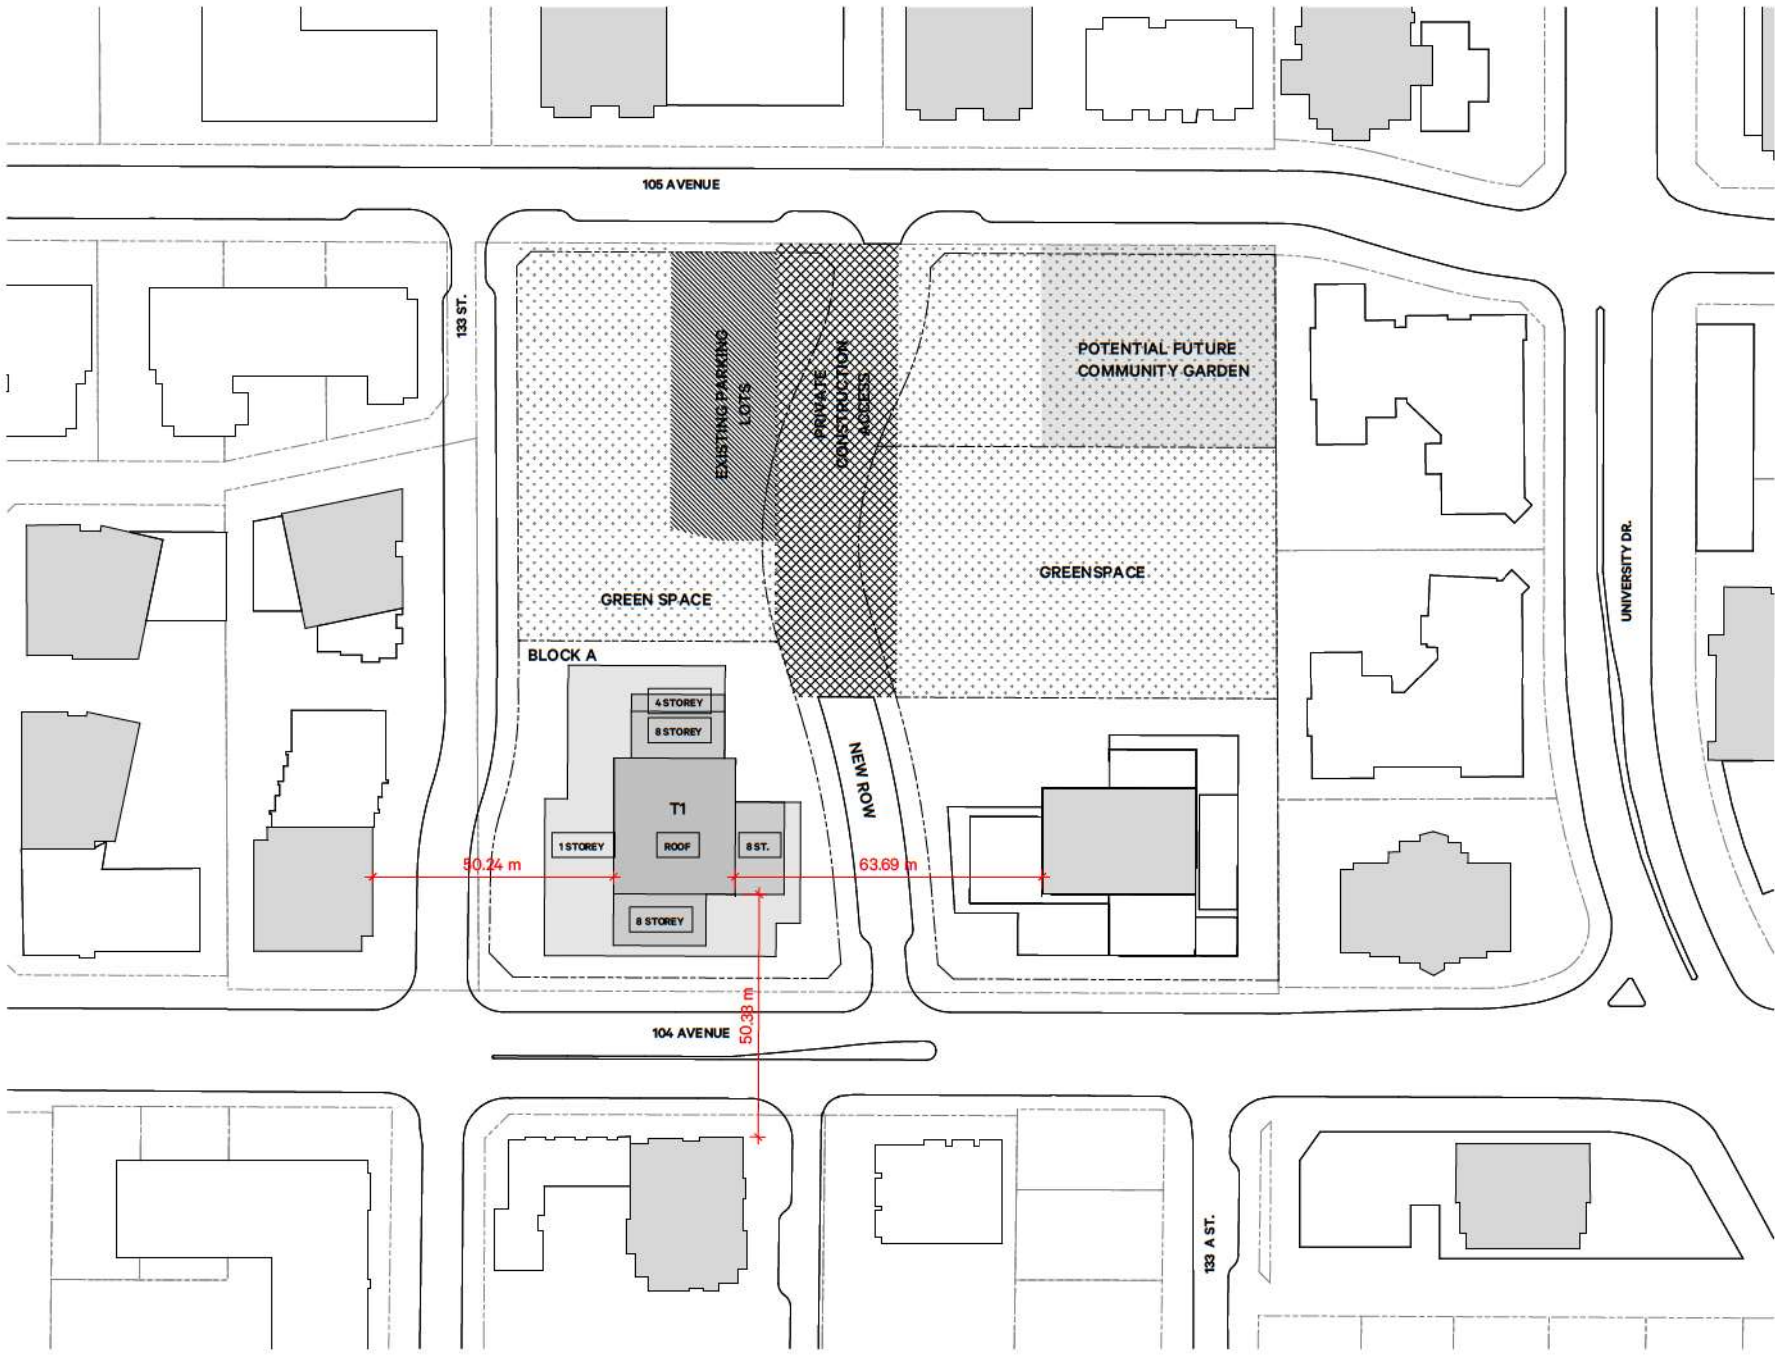 105 AVENUE
133 ST.
EXISTING PARKING
LOTS
PRIVATE
CONSTRUCTION
ACCESS
POTENTIAL FUTURE
COMMUNITY GARDEN
GREEN SPACE
GREENSPACE
UNIVERSITY DR.
BLOCK A
4 STOREY
8 STOREY
T1
NEW ROW
1 STOREY
ROOF
8 ST.
50.24 m
63.69 m
8 STOREY
50.33 m
104 AVENUE
133 A ST.